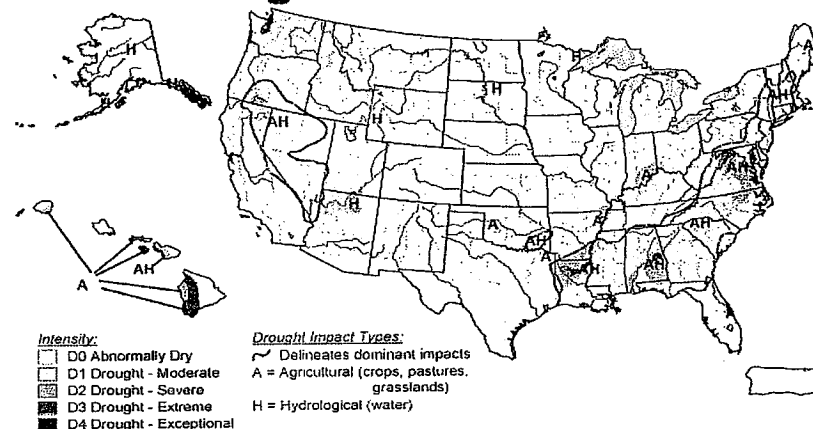 H
H
H
H
A
AH
AH
H
AH
A
H
A
A
AH
AH
A
AH
A
AH
AH
A
Intensity:
D0 Abnormally Dry
D1 Drought - Moderate
D2 Drought - Severe
D3 Drought - Extreme
D4 Drought - Exceptional
Drought Impact Types:
Delineates dominant impacts
A = Agricultural (crops, pastures,
grasslands)
H = Hydrological (water)